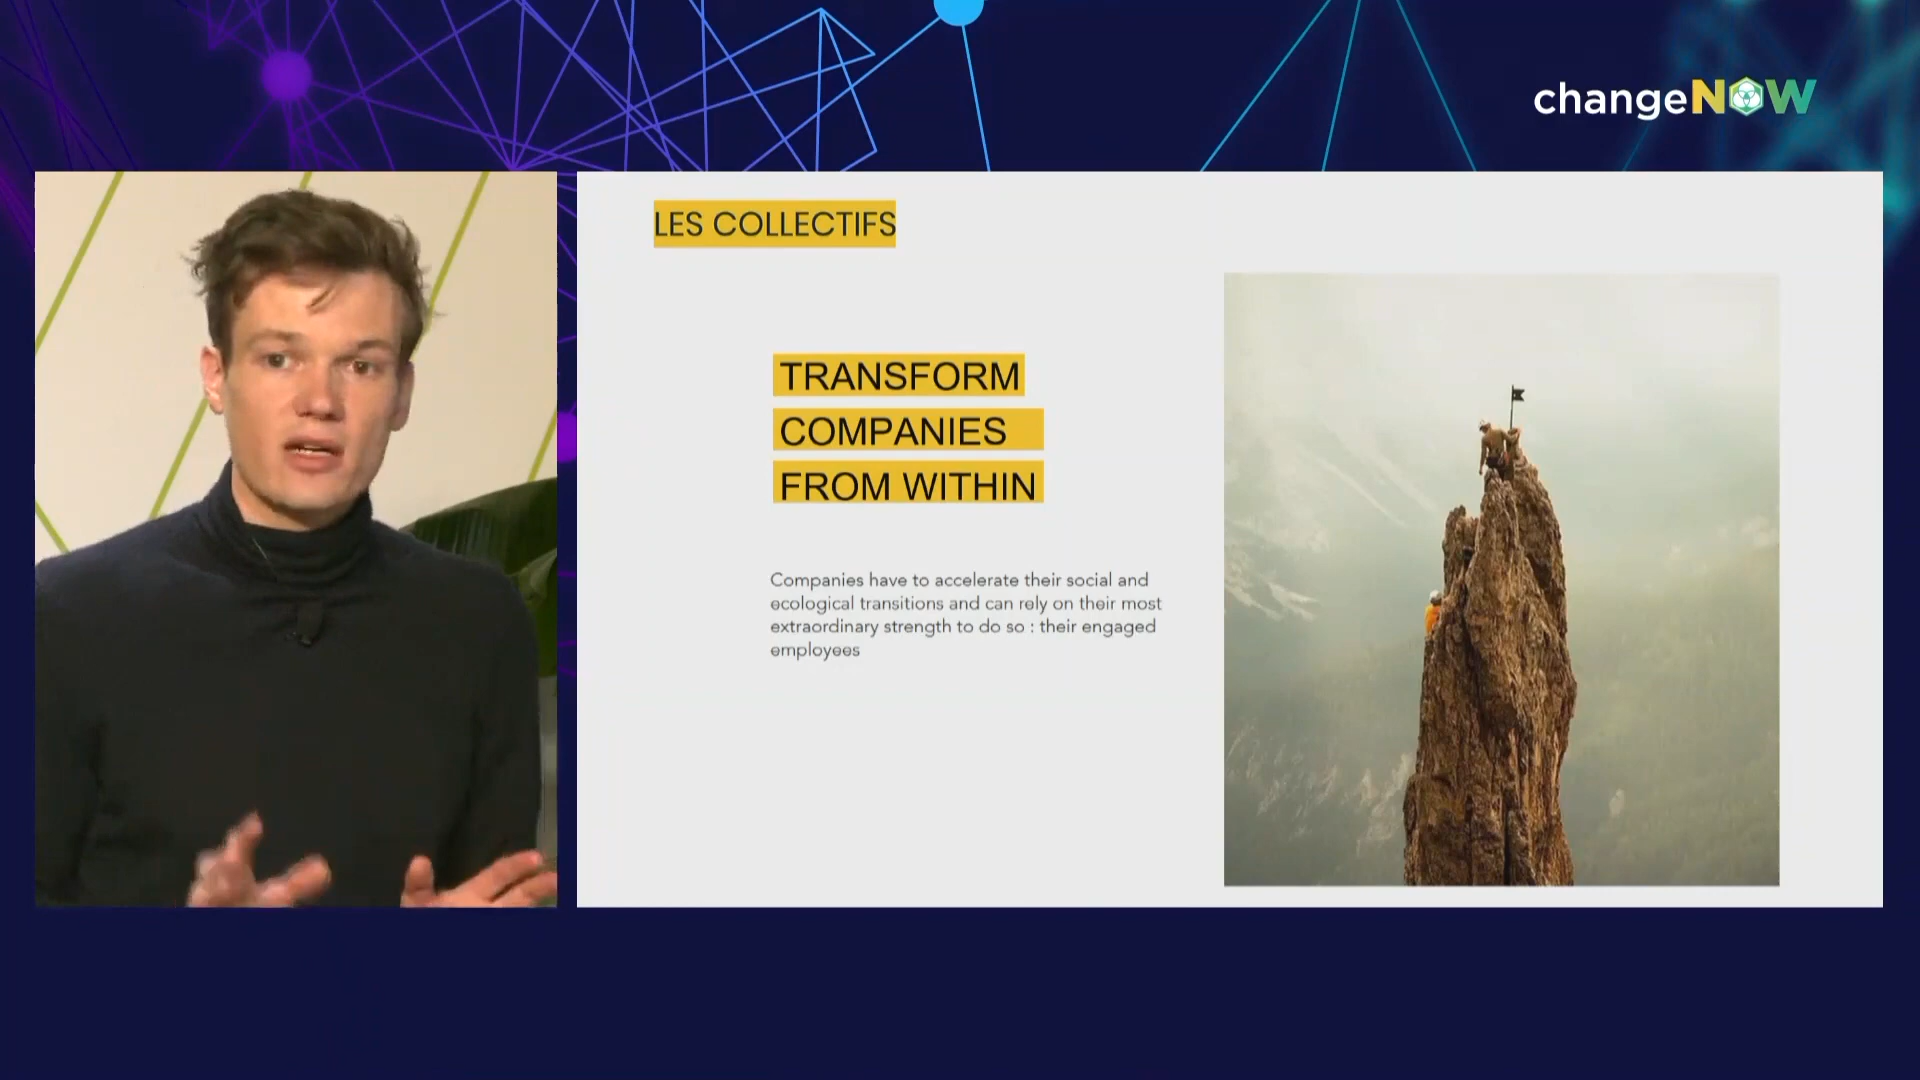 changeNOW
LES COLLECTIFS
TRANSFORM
COMPANIES
FROM WITHIN
Companies have to accelerate their social and
ecological transitions and can rely on their most
extraordinary strength to do so : their engaged
employees